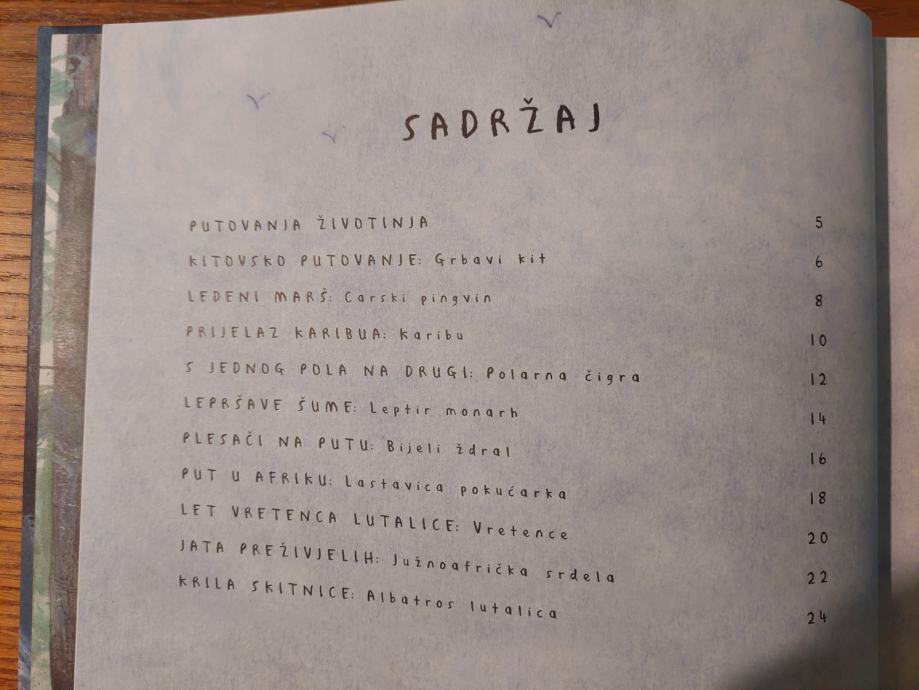 SADRŽAJ
PUTOVANJA ŽIVOTINJA 5
KITOVSKO PUTOVANJE: Grbavi kit 6
LEDENI MARŠ: Carski pingvin 8
PRIJELAZ KARIBUA: Karibu 10
S JEDNOG POLA NA DRUGI: Polarna čigra 12
LEPRŠAVE ŠUME: Leptir monarh 14
PLESAČI NA PUTU: Bijeli ždral 16
PUT U AFRIKU: Lastavica pokućarka 18
LET VRETENCA LUTALICE: Vretence 20
JATA PREŽIVJELIH: Južnoafrička srdela 22
KRILA SKITNICE: Albatros lutalica 24